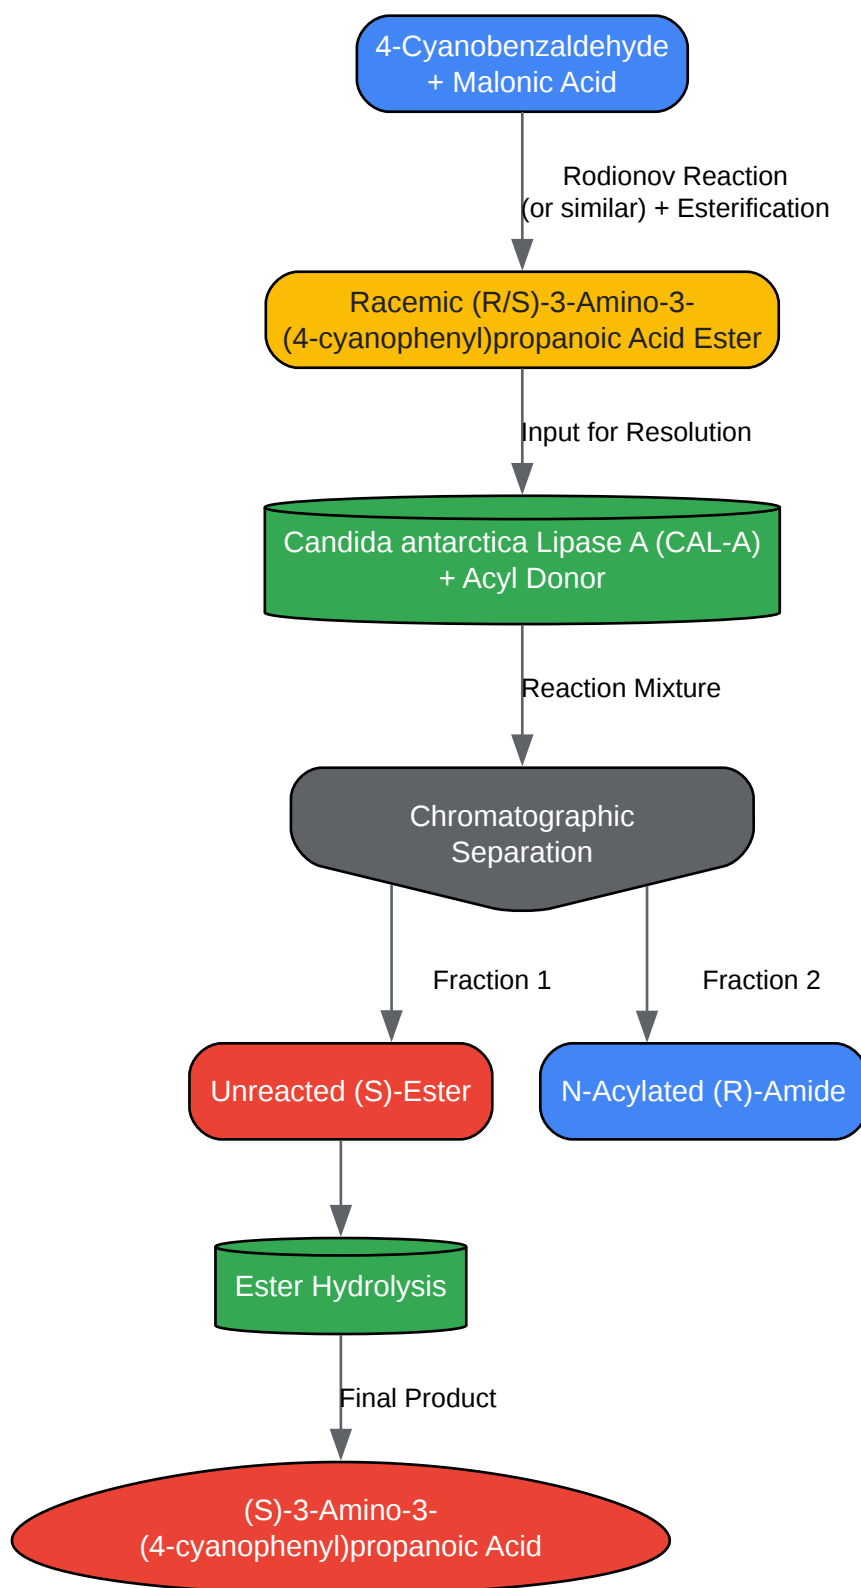 4-Cyanobenzaldehyde
+ Malonic Acid
Rodionov Reaction
(or similar) + Esterification
Racemic (R/S)-3-Amino-3-
(4-cyanophenyl)propanoic Acid Ester
Input for Resolution
Candida antarctica Lipase A (CAL-A)
+ Acyl Donor
Reaction Mixture
Chromatographic
Separation
Fraction 1
Fraction 2
Unreacted (S)-Ester
N-Acylated (R)-Amide
Ester Hydrolysis
Final Product
(S)-3-Amino-3-
(4-cyanophenyl)propanoic Acid